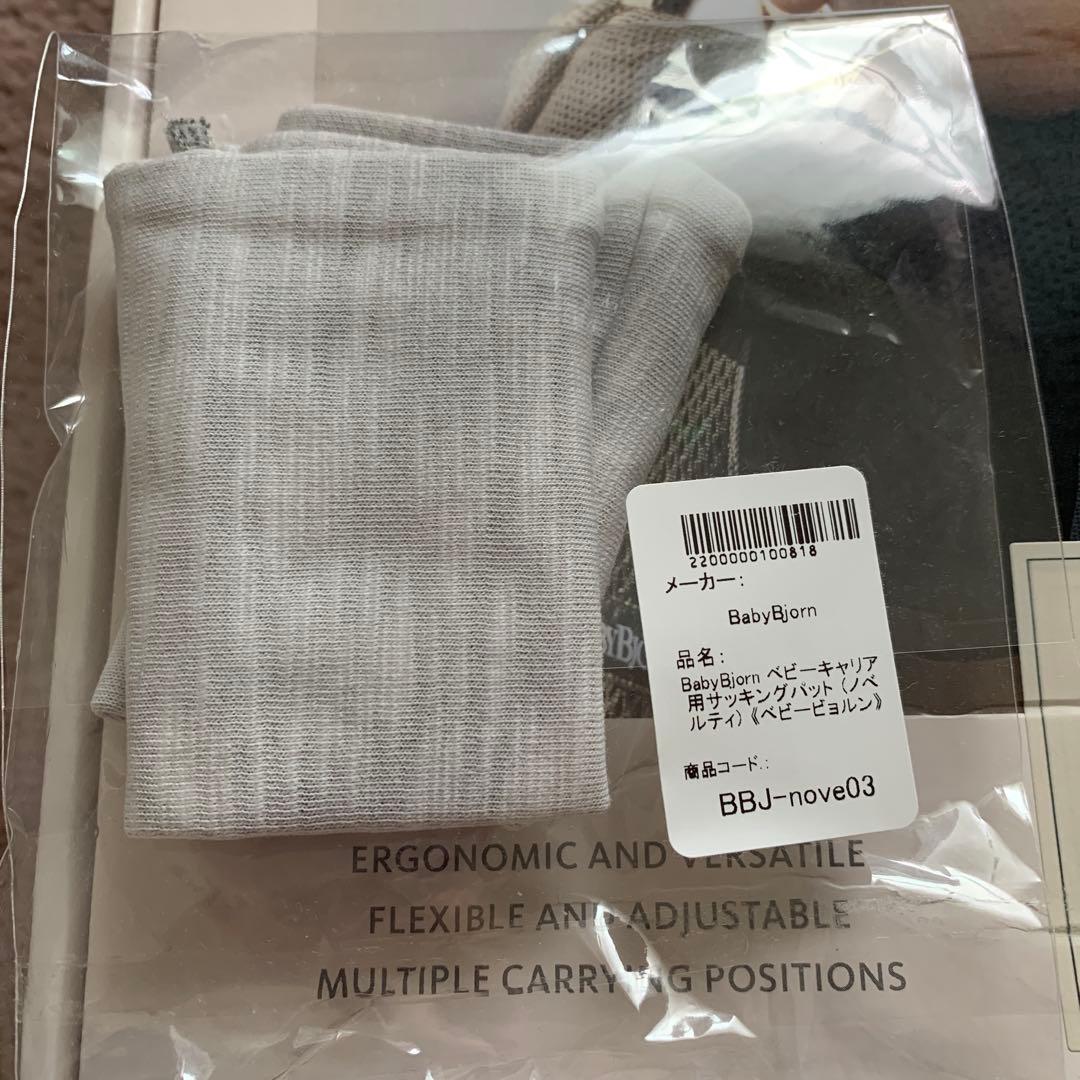 2200000100818
メーカー:
BabyBjorn
品名:
BabyBjorn ベビーキャリア
用サッキングパット (ノベ
ルティ)《ベビービョルン》
商品コード.:
BBJ-nove03
ERGONOMIC AND VERSATILE
FLEXIBLE AND ADJUSTABLE
MULTIPLE CARRYING POSITIONS